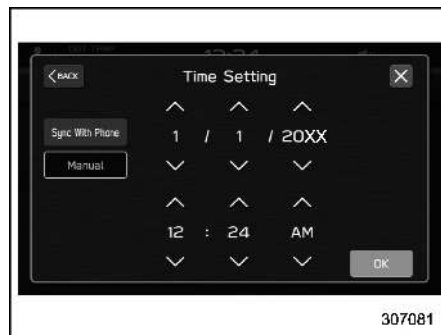 BACK
Time Setting
Sync With Phone
1 / 1 / 20XX
Manual
12 : 24 AM
OK
307081